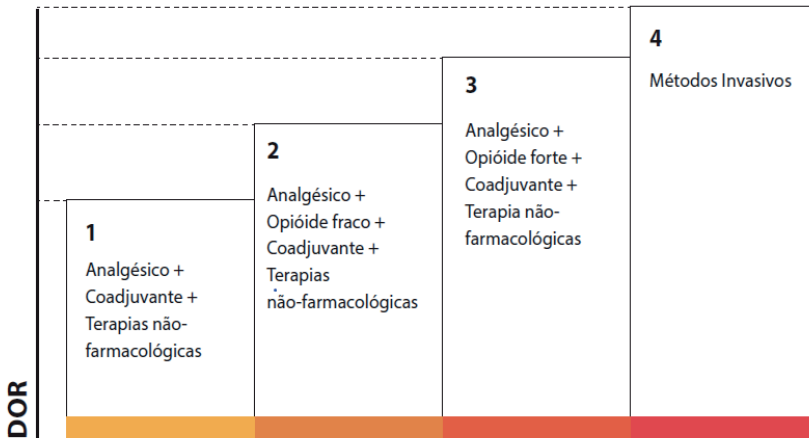 DOR
1
Analgésico +
Coadjuvante +
Terapias não-
farmacológicas
2
Analgésico +
Opióide fraco +
Coadjuvante +
Terapias
não-farmacológicas
3
Analgésico +
Opióide forte +
Coadjuvante +
Terapia não-
farmacológicas
4
Métodos Invasivos